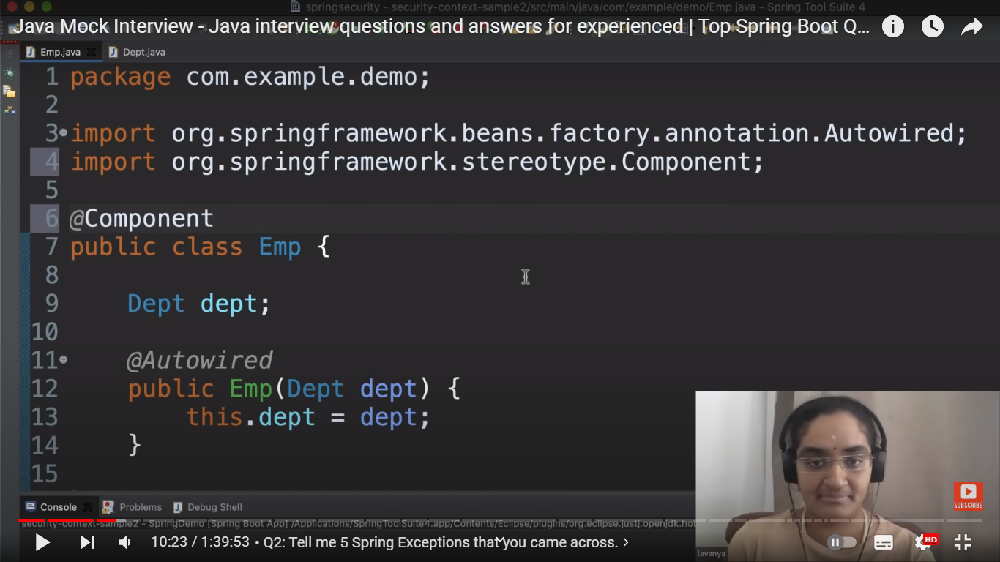 springsecurity - security-context-sample2/src/main/java/com/example/demo/Emp.java - Spring Tool Suite 4
Java Mock Interview - Java interview questions and answers for experienced | Top Spring Boot Q...
Emp.java Dept.java
1 package com.example.demo;
2
3 import org.springframework.beans.factory.annotation.Autowired;
4 import org.springframework.stereotype.Component;
5
6 @Component
7 public class Emp {
8
9 Dept dept;
10
11 @Autowired
12 public Emp(Dept dept) {
13 this.dept = dept;
14 }
15
SUBSCRIBE
Console Problems Debug Shell
security-context-sample2 - SpringDemo [Spring Boot App] /Applications/SpringToolSuite4.app/Contents/Eclipse/plugins/org.eclipse.justj.openjdk.hot
10:23 / 1:39:53 • Q2: Tell me 5 Spring Exceptions that you came across. >
HD
lavanya